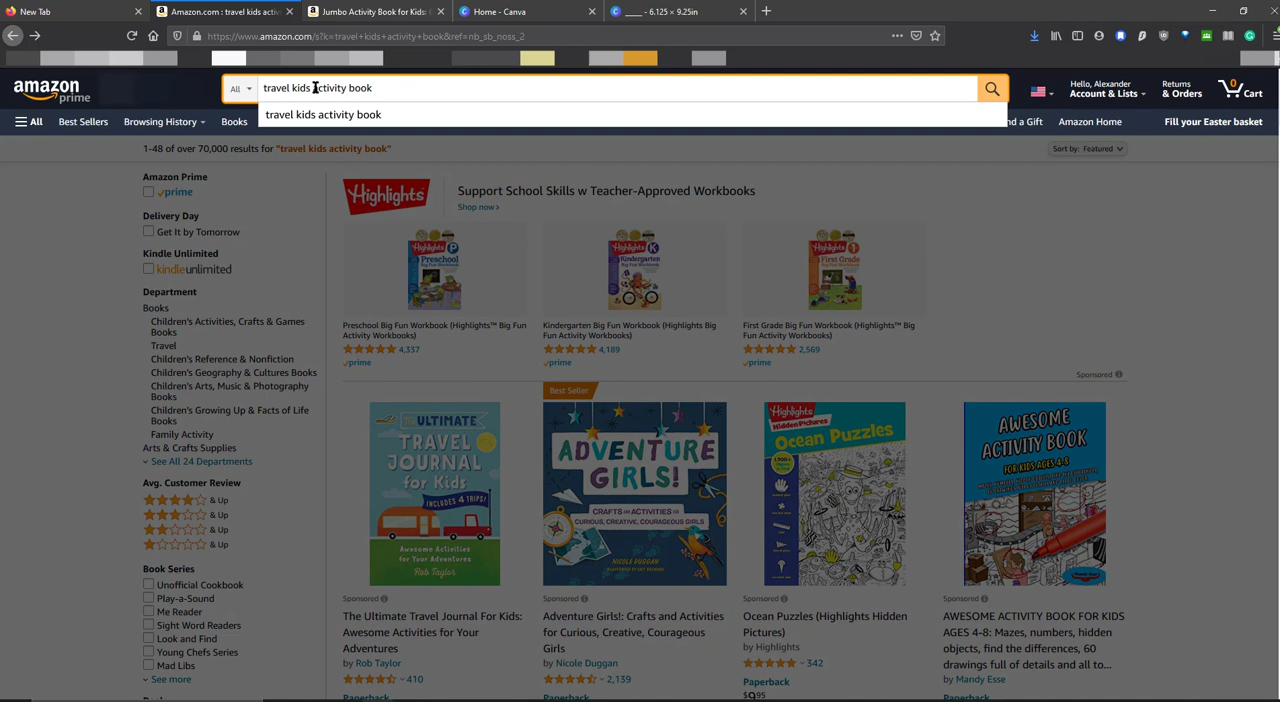 New Tab
Amazon.com : travel kids activi
Jumbo Activity Book for Kids:
Home - Canva
____ - 6.125 × 9.25in
https://www.amazon.com/s?k=travel+kids+activity+book&ref=nb_sb_noss_2
amazon
prime
All
travel kids activity book
Hello, Alexander
Account & Lists
Returns
& Orders
0
Cart
travel kids activity book
All
Best Sellers
Browsing History
Books
nd a Gift
Amazon Home
Fill your Easter basket
1-48 of over 70,000 results for "travel kids activity book"
Sort by: Featured
Amazon Prime
prime
Delivery Day
Get It by Tomorrow
Kindle Unlimited
kindleunlimited
Department
Books
Children's Activities, Crafts & Games
Books
Travel
Children's Reference & Nonfiction
Children's Geography & Cultures Books
Children's Arts, Music & Photography
Books
Children's Growing Up & Facts of Life
Books
Family Activity
Arts & Crafts Supplies
See All 24 Departments
Avg. Customer Review
& Up
& Up
& Up
& Up
Book Series
Unofficial Cookbook
Play-a-Sound
Me Reader
Sight Word Readers
Look and Find
Young Chefs Series
Mad Libs
See more
Highlights
Support School Skills w Teacher-Approved Workbooks
Shop now›
Highlights
P
Preschool
Highlights
K
Kindergarten
Highlights
1
First Grade
Preschool Big Fun Workbook (Highlights™ Big
Fun Activity Workbooks)
4,337
prime
Kindergarten Big Fun Workbook (Highlights Big
Fun Activity Workbooks)
4,189
prime
First Grade Big Fun Workbook (Highlights™ Big
Fun Activity Workbooks)
2,569
prime
Sponsored
THE ULTIMATE
TRAVEL
JOURNAL
for Kids
INCLUDES 4 TRIPS!
Awesome Activities
for Your
Adventures
Rob Taylor
Sponsored
The Ultimate Travel Journal For Kids:
Awesome Activities for Your
Adventures
by Rob Taylor
410
Paperback
Best Seller
ADVENTURE
GIRLS!
CRAFTS AND ACTIVITIES
for
CURIOUS, CREATIVE, COURAGEOUS
GIRLS
NICOLE DUGGAN
Sponsored
Adventure Girls!: Crafts and Activities
for Curious, Creative, Courageous
Girls
by Nicole Duggan
2,139
Paperback
Highlights
Hidden Pictures
Ocean Puzzles
Sponsored
Ocean Puzzles (Highlights Hidden
Pictures)
by Highlights
342
Paperback
$9.95
AWESOME
ACTIVITY BOOK
FOR KIDS AGES 4-8
Sponsored
AWESOME ACTIVITY BOOK FOR KIDS
AGES 4-8: Mazes, numbers, hidden
objects, find the differences, 60
drawings full of details and all to...
by Mandy Esse
Paperback